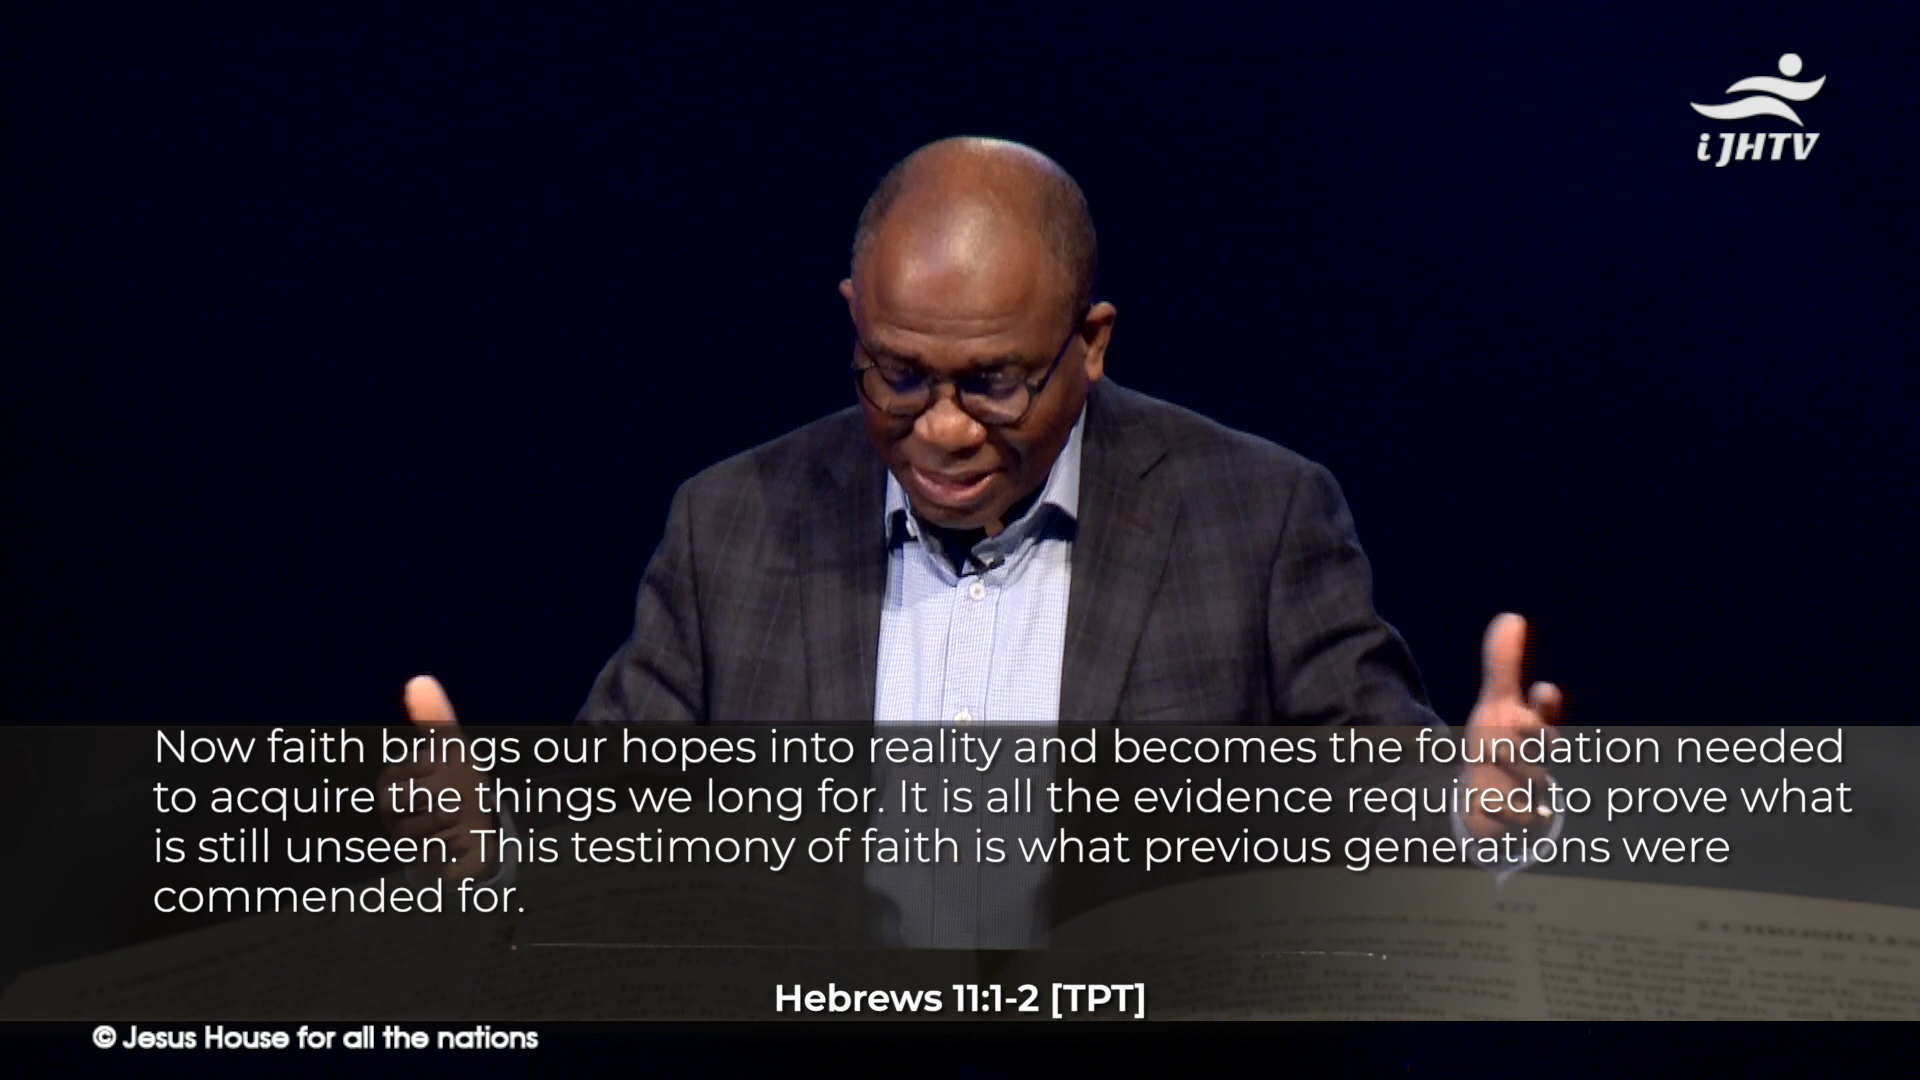 i JHTV
Now faith brings our hopes into reality and becomes the foundation needed
to acquire the things we long for. It is all the evidence required to prove what
is still unseen. This testimony of faith is what previous generations were
commended for.
Hebrews 11:1-2 [TPT]
© Jesus House for all the nations